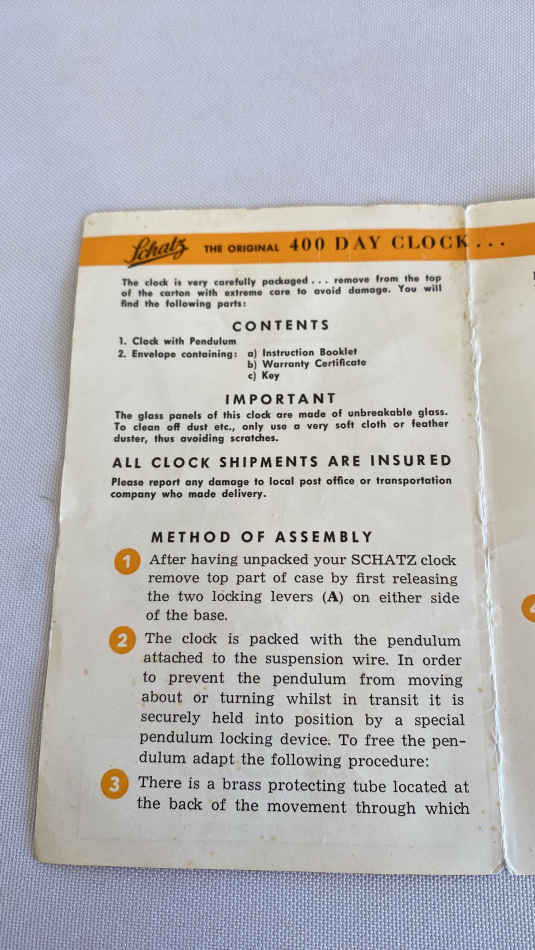 Schatz THE ORIGINAL 400 DAY CLOCK...
The clock is very carefully packaged... remove from the top
of the carton with extreme care to avoid damage. You will
find the following parts:
CONTENTS
1. Clock with Pendulum
2. Envelope containing: a) Instruction Booklet
b) Warranty Certificate
c) Key
IMPORTANT
The glass panels of this clock are made of unbreakable glass.
To clean off dust etc., only use a very soft cloth or feather
duster, thus avoiding scratches.
ALL CLOCK SHIPMENTS ARE INSURED
Please report any damage to local post office or transportation
company who made delivery.
METHOD OF ASSEMBLY
1 After having unpacked your SCHATZ clock
remove top part of case by first releasing
the two locking levers (A) on either side
of the base.
2 The clock is packed with the pendulum
attached to the suspension wire. In order
to prevent the pendulum from moving
about or turning whilst in transit it is
securely held into position by a special
pendulum locking device. To free the pen-
dulum adapt the following procedure:
3 There is a brass protecting tube located at
the back of the movement through which